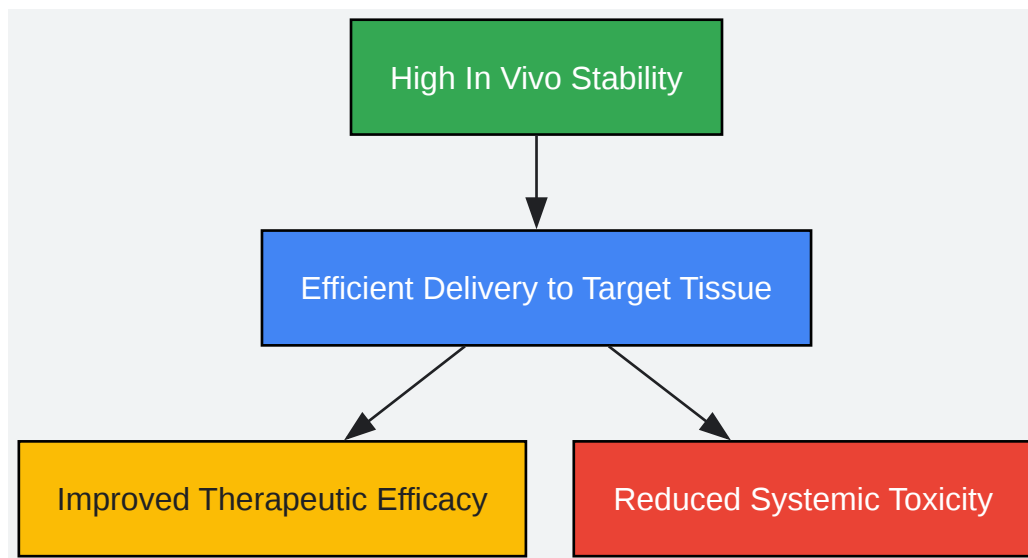 High In Vivo Stability
Efficient Delivery to Target Tissue
Improved Therapeutic Efficacy
Reduced Systemic Toxicity